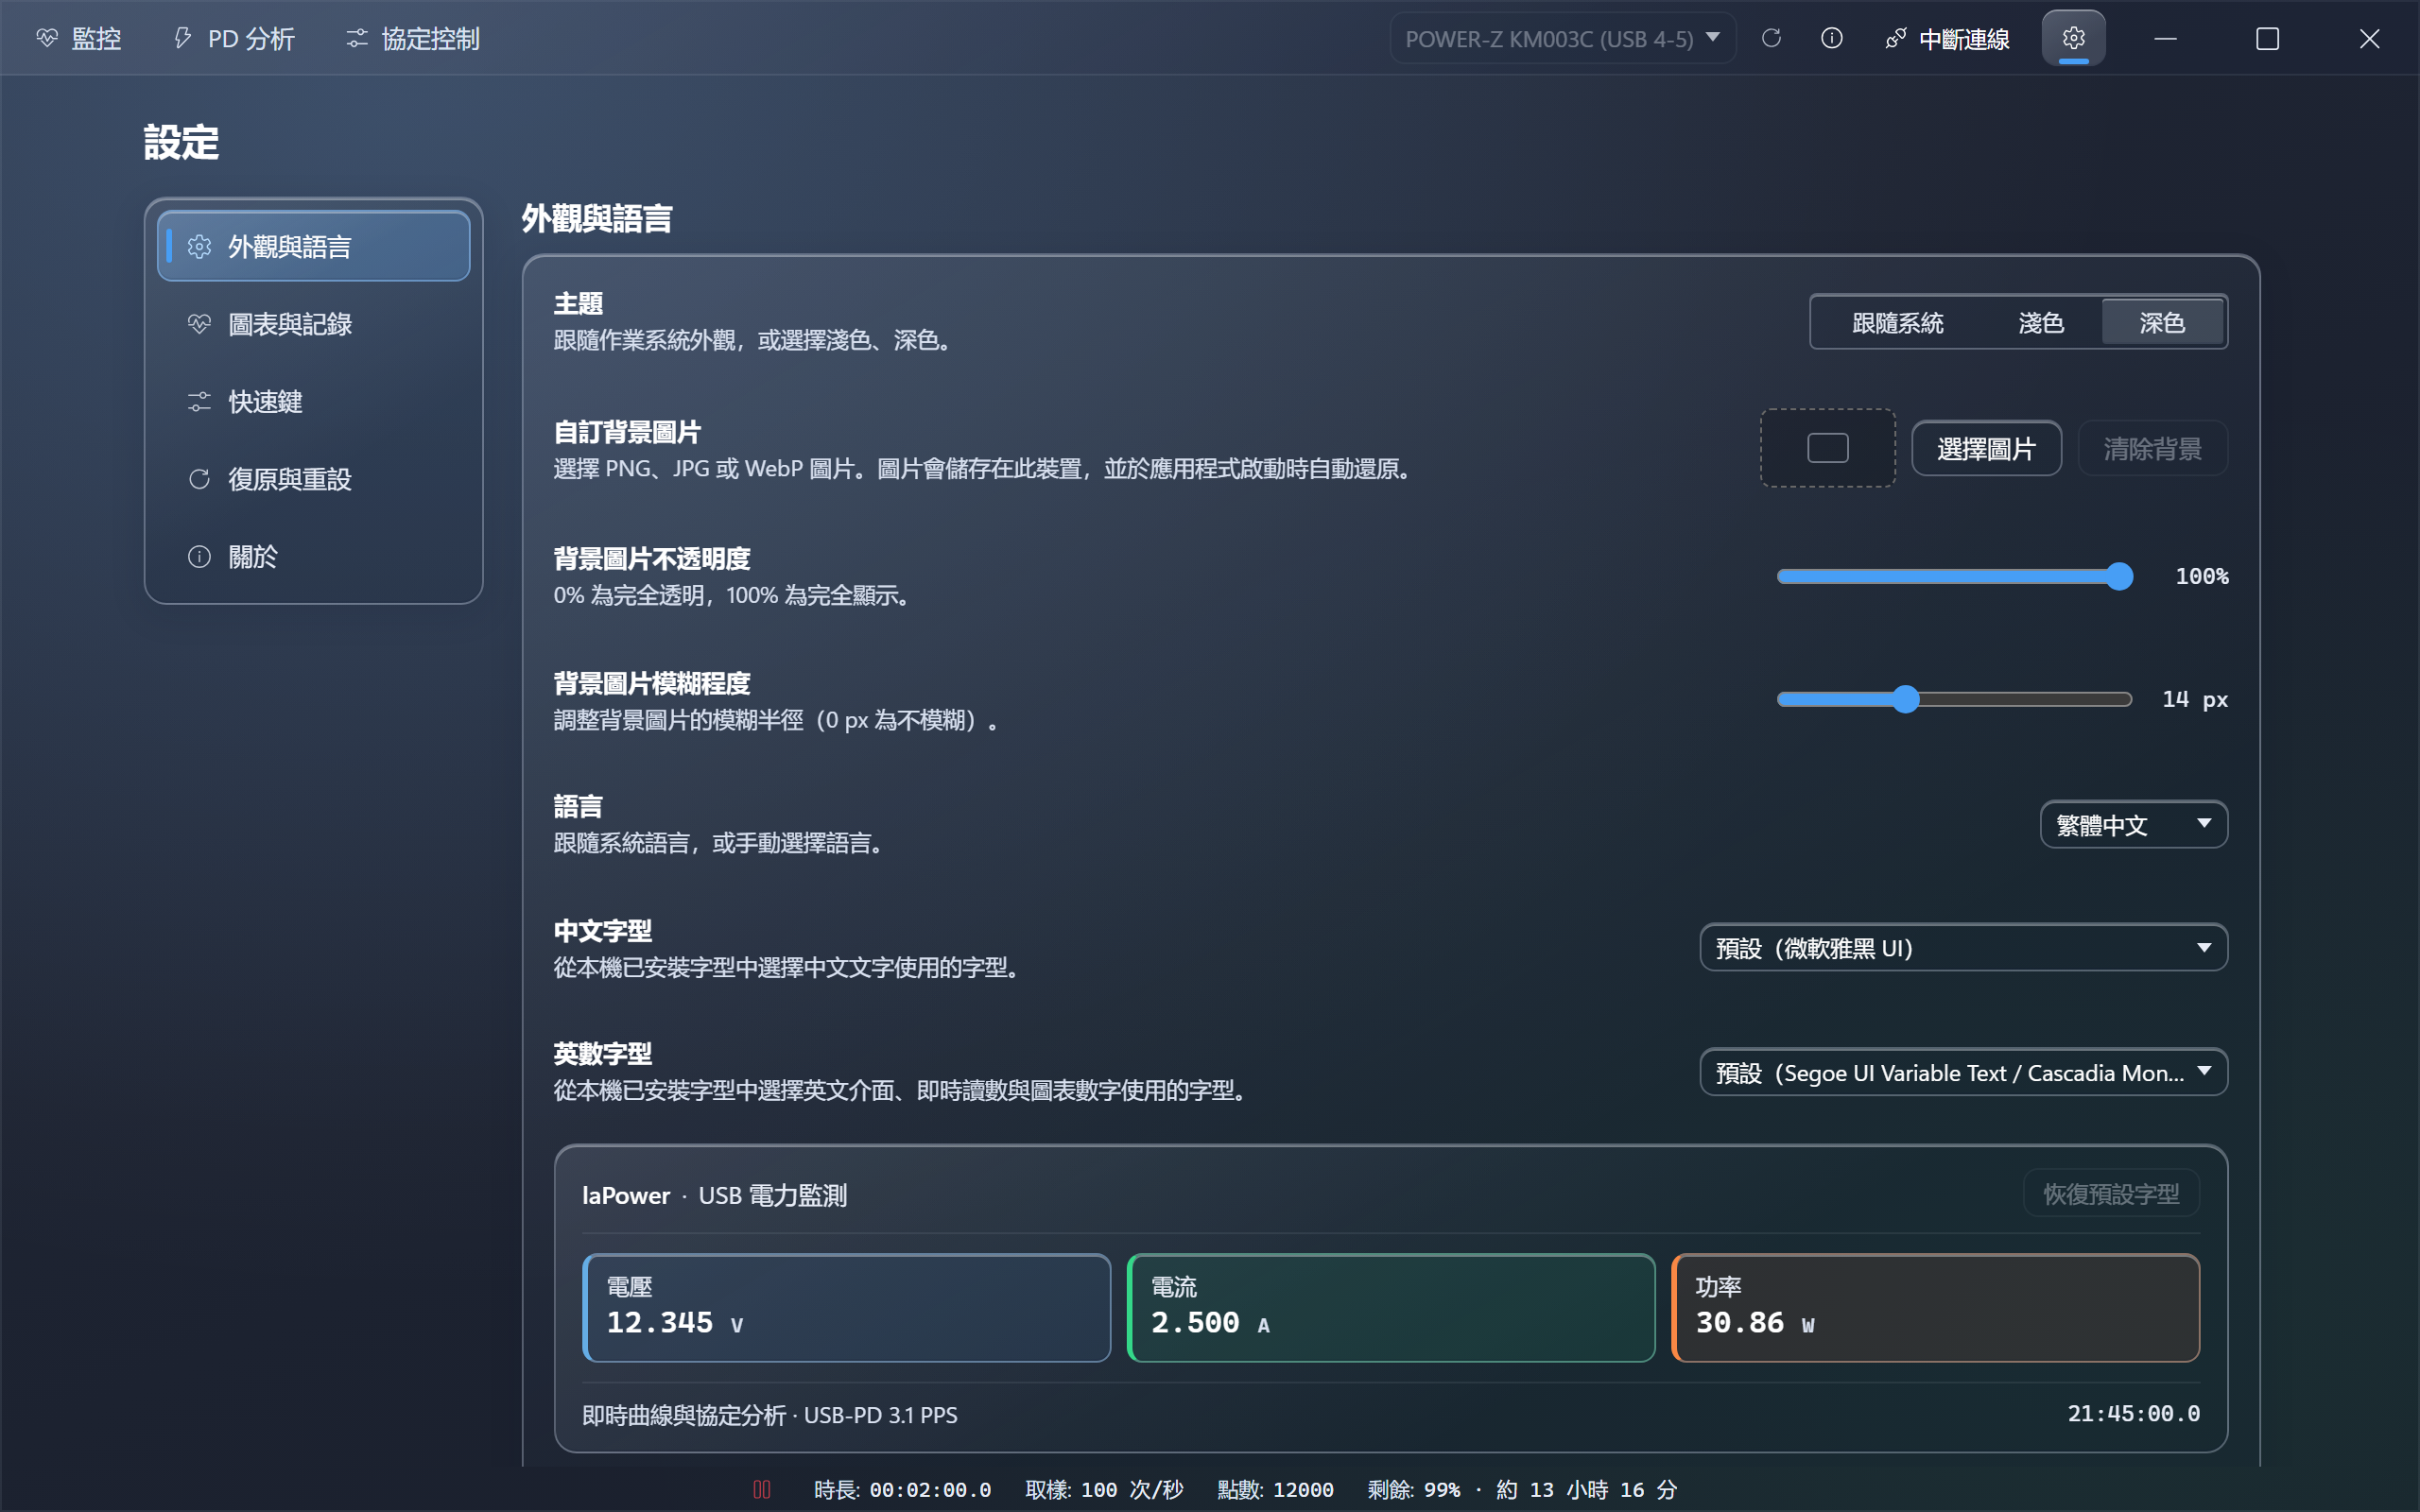 監控 PD 分析 協定控制 POWER-Z KM003C (USB 4-5) 中斷連線
設定
外觀與語言
圖表與記錄
快速鍵
復原與重設
關於
外觀與語言
主題
跟隨作業系統外觀，或選擇淺色、深色。
跟隨系統 淺色 深色
自訂背景圖片
選擇 PNG、JPG 或 WebP 圖片。圖片會儲存在此裝置，並於應用程式啟動時自動還原。
選擇圖片 清除背景
背景圖片不透明度
0% 為完全透明，100% 為完全顯示。
100%
背景圖片模糊程度
調整背景圖片的模糊半徑（0 px 為不模糊）。
14 px
語言
跟隨系統語言，或手動選擇語言。
繁體中文
中文字型
從本機已安裝字型中選擇中文文字使用的字型。
預設（微軟雅黑 UI）
英數字型
從本機已安裝字型中選擇英文介面、即時讀數與圖表數字使用的字型。
預設（Segoe UI Variable Text / Cascadia Mon...
IaPower · USB 電力監測 恢復預設字型
電壓
12.345 V
電流
2.500 A
功率
30.86 W
即時曲線與協定分析 · USB-PD 3.1 PPS 21:45:00.0
時長: 00:02:00.0 取樣: 100 次/秒 點數: 12000 剩餘: 99% · 約 13 小時 16 分